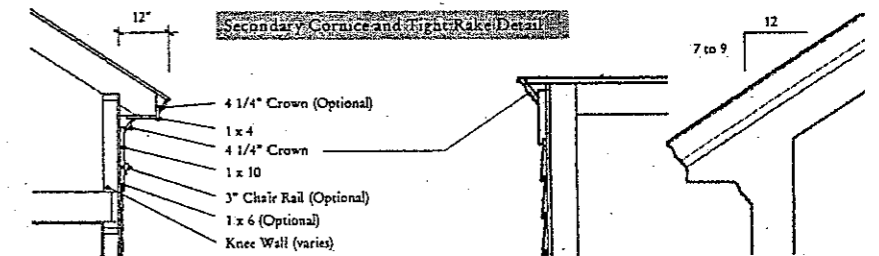 12"
Secondary Cornice and Tight Rake Detail
12
7 to 9
4 1/4" Crown (Optional)
1 x 4
4 1/4" Crown
1 x 10
3" Chair Rail (Optional)
1 x 6 (Optional)
Knee Wall (varies)